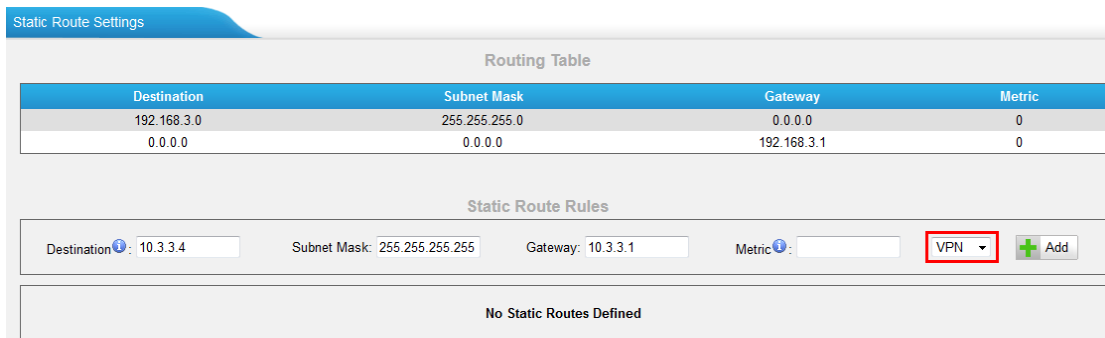 Static Route Settings
Routing Table
Destination Subnet Mask Gateway Metric
192.168.3.0 255.255.255.0 0.0.0.0 0
0.0.0.0 0.0.0.0 192.168.3.1 0
Static Route Rules
Destination: 10.3.3.4 Subnet Mask: 255.255.255.255 Gateway: 10.3.3.1 Metric: VPN Add
No Static Routes Defined